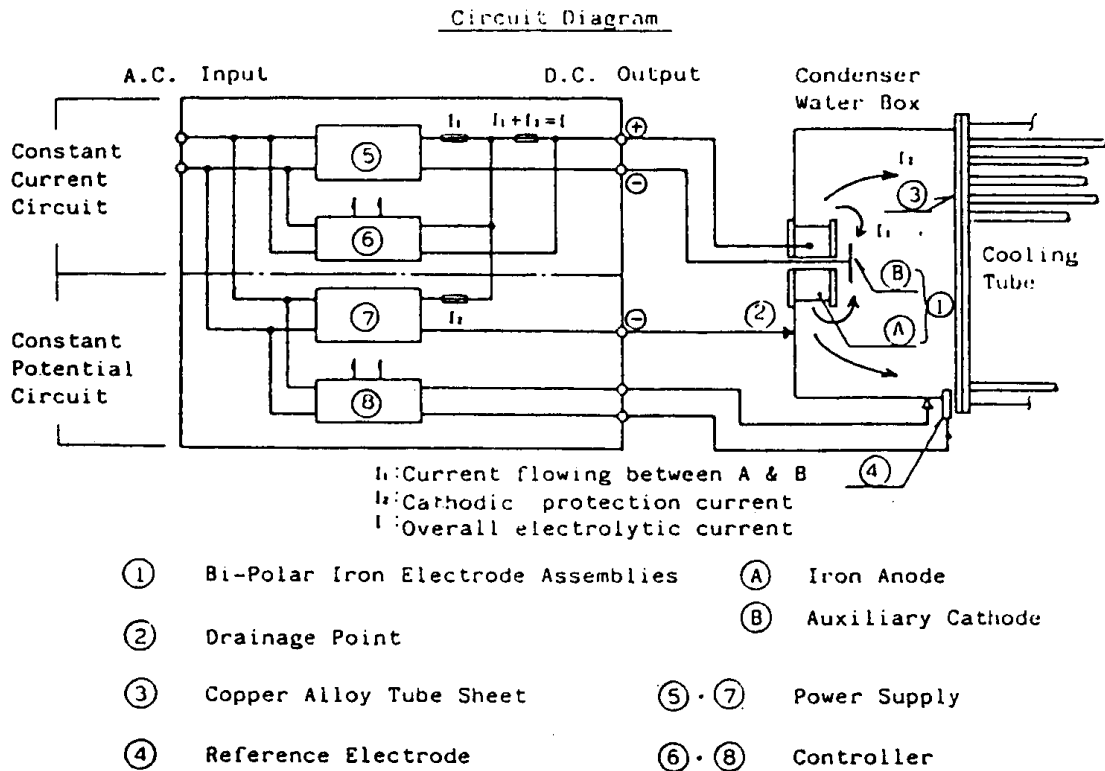 Circuit Diagram
A.C. Input
D.C. Output
Condenser
Water Box
Constant
Current
Circuit
I₁
I₁+I₂=I
⊕
⊖
⑤
⑥
I₂
③
I₁
Cooling
Tube
Ⓑ
①
Ⓐ
Constant
Potential
Circuit
⑦
I₂
⊖
②
⑧
④
I₁:Current flowing between A & B
I₂:Cathodic protection current
I:Overall electrolytic current
① Bi-Polar Iron Electrode Assemblies
Ⓐ Iron Anode
Ⓑ Auxiliary Cathode
② Drainage Point
③ Copper Alloy Tube Sheet
⑤·⑦ Power Supply
④ Reference Electrode
⑥·⑧ Controller